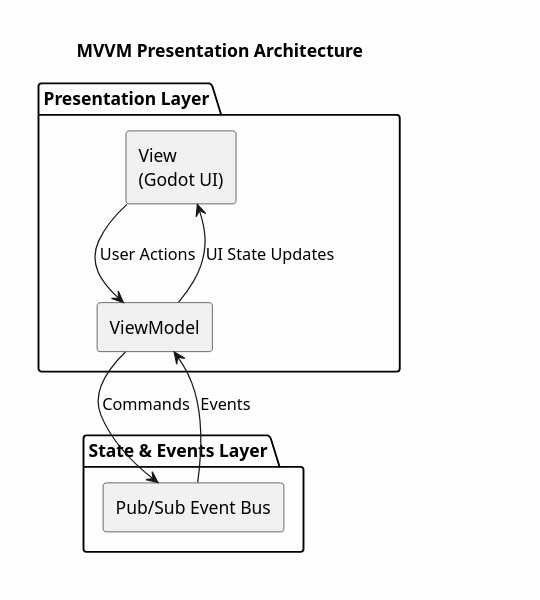 MVVM Presentation Architecture
Presentation Layer
View
(Godot UI)
User Actions
UI State Updates
ViewModel
Commands
Events
State & Events Layer
Pub/Sub Event Bus